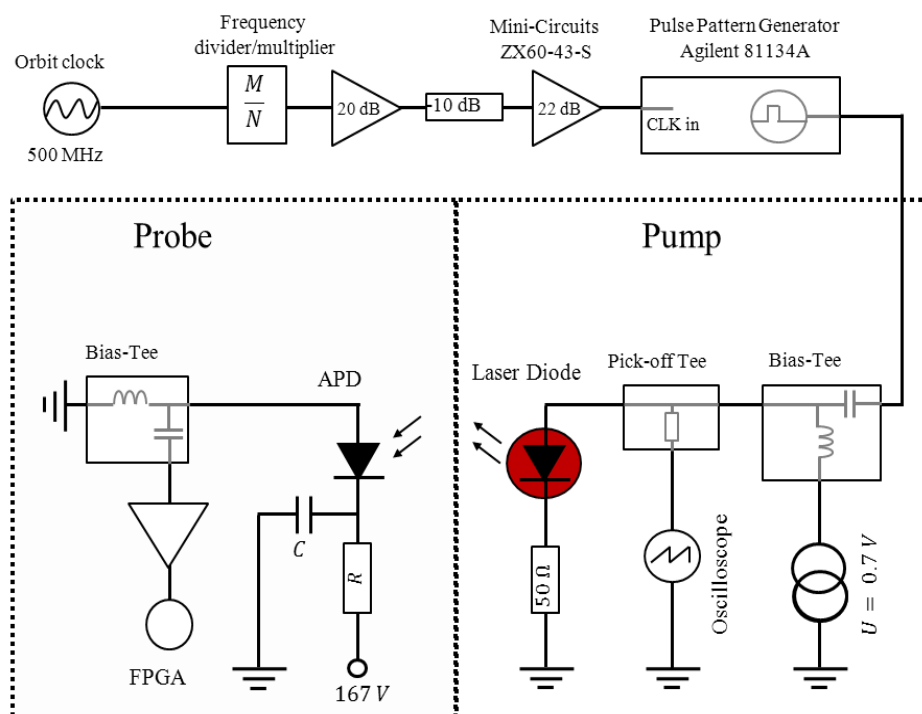 Orbit clock
500 MHz
Frequency
divider/multiplier
M
N
20 dB
-10 dB
Mini-Circuits
ZX60-43-S
22 dB
Pulse Pattern Generator
Agilent 81134A
CLK in
Probe
Pump
Bias-Tee
APD
C
R
FPGA
167 V
Laser Diode
Pick-off Tee
Bias-Tee
50 Ω
Oscilloscope
U = 0.7 V